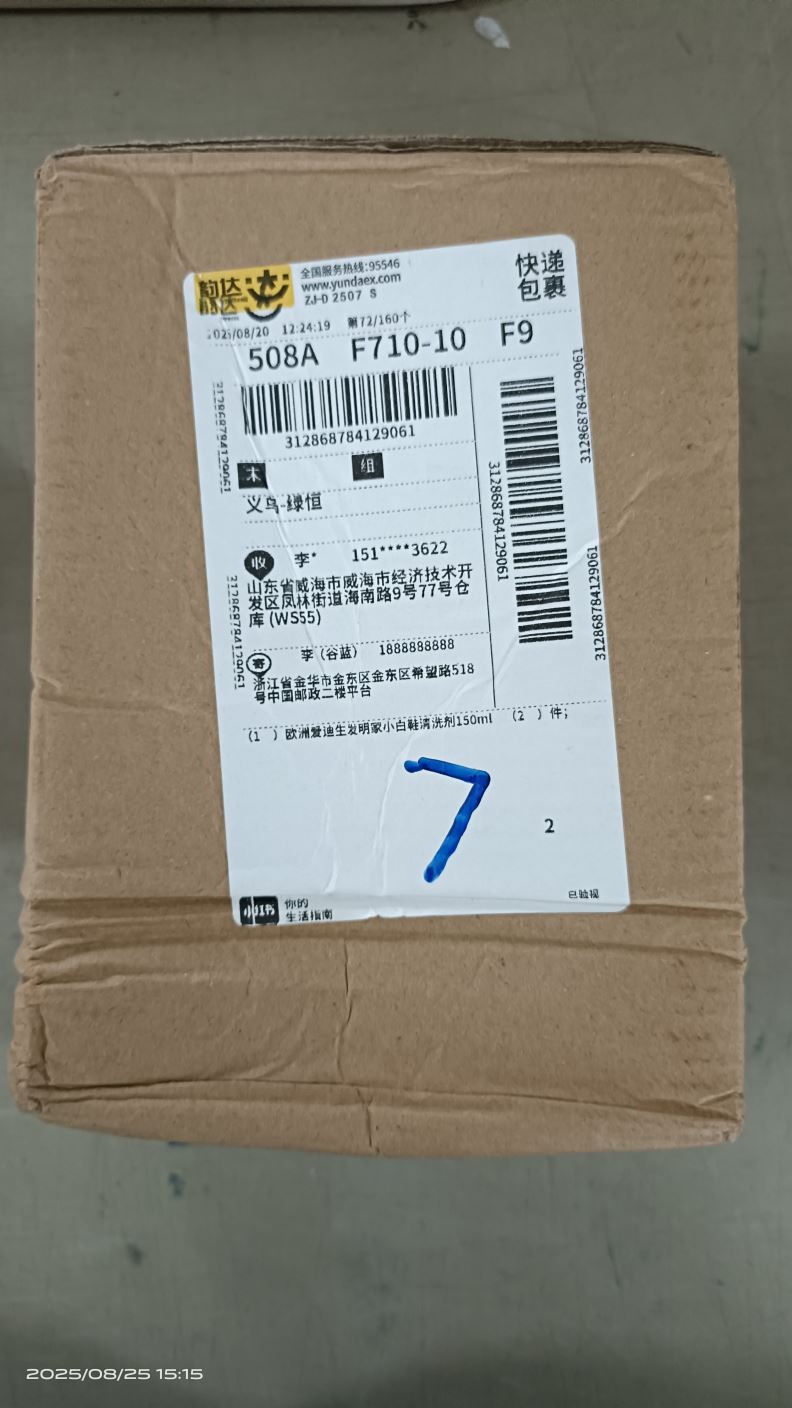 韵达
全国服务热线:95546
www.yundaex.com
ZJ-D 2507 S
快递
包裹
2025/08/20 12:24:19 第72/160个
508A F710-10 F9
312868784129061
312868784129061
312868784129061
312868784129061
312868784129061
312868784129061
末 组
义乌-绿恒
收 李* 151****3622
山东省威海市威海市经济技术开
发区凤林街道海南路9号77号仓
库 (WS55)
寄 李（谷蓝） 1888888888
浙江省金华市金东区金东区希望路518
号中国邮政二楼平台
（1 ）欧洲爱迪生发明家小白鞋清洗剂150ml （2 ）件；
7
2
已验视
小红书
你的
生活指南
2025/08/25 15:15